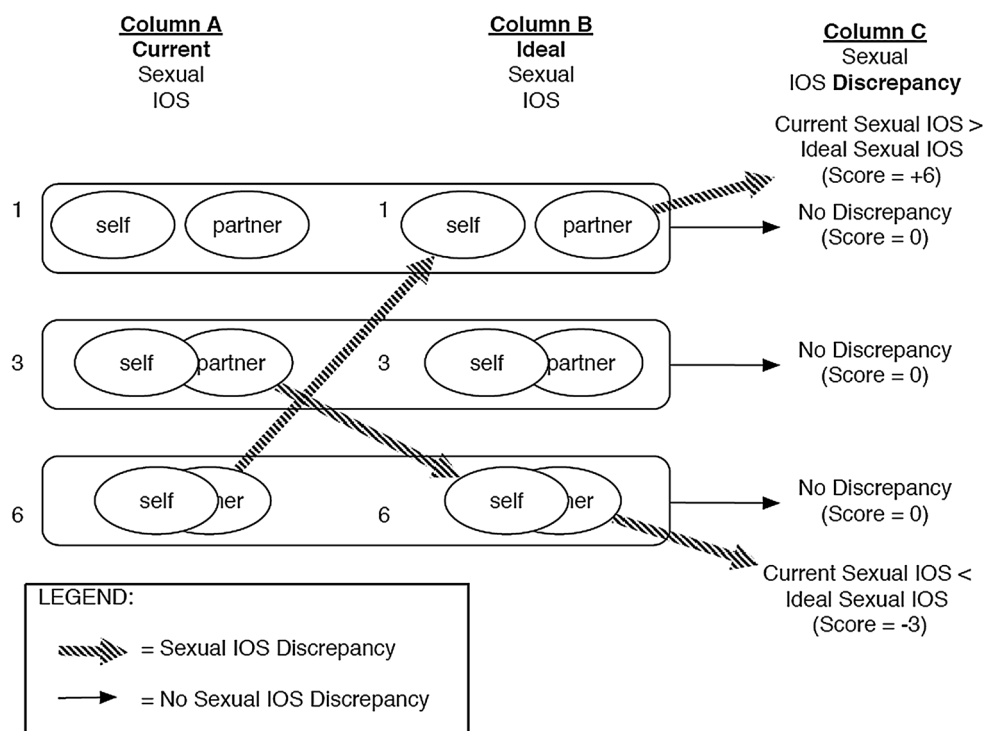 Column A
Current
Sexual
IOS
Column B
Ideal
Sexual
IOS
Column C
Sexual
IOS Discrepancy
Current Sexual IOS >
Ideal Sexual IOS
(Score = +6)
1
self
partner
1
self
partner
No Discrepancy
(Score = 0)
3
self
partner
3
self
partner
No Discrepancy
(Score = 0)
6
self
ner
6
self
ner
No Discrepancy
(Score = 0)
Current Sexual IOS <
Ideal Sexual IOS
(Score = -3)
LEGEND:
= Sexual IOS Discrepancy
= No Sexual IOS Discrepancy